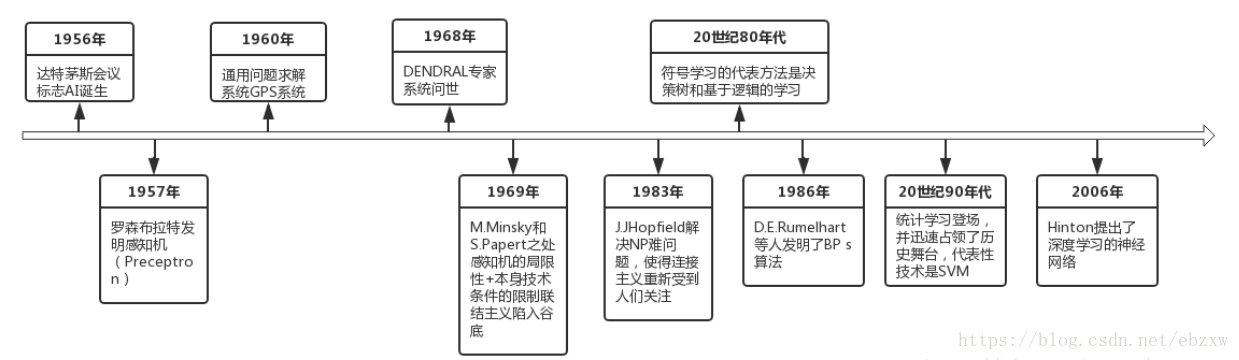 1956年
达特茅斯会议
标志AI诞生
1960年
通用问题求解
系统GPS系统
1968年
DENDRAL专家
系统问世
20世纪80年代
符号学习的代表方法是决
策树和基于逻辑的学习
1957年
罗森布拉特发
明感知机
（Preceptro
n）
1969年
M.Minsky和
S.Papert之处
感知机的局限
性+本身技术
条件的限制联
结主义陷入谷
底
1983年
J.JHopfield解
决NP难问
题，使得连接
主义重新受到
人们关注
1986年
D.E.Rumelhart
等人发明了BP s
算法
20世纪90年代
统计学习登场，
并迅速占领了历
史舞台，代表性
技术是SVM
2006年
Hinton提出了
深度学习的神经
网络
https://blog.csdn.net/ebzxw